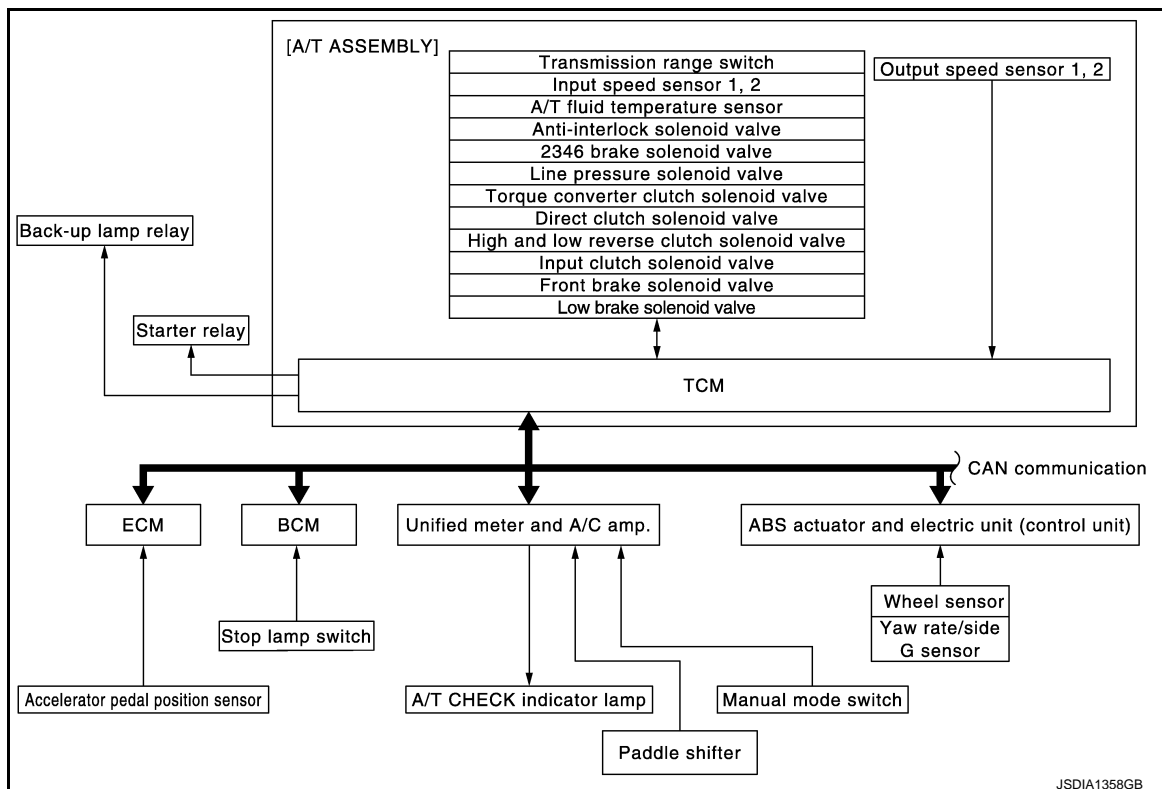 [A/T ASSEMBLY]
Transmission range switch
Input speed sensor 1, 2
A/T fluid temperature sensor
Anti-interlock solenoid valve
2346 brake solenoid valve
Line pressure solenoid valve
Torque converter clutch solenoid valve
Direct clutch solenoid valve
High and low reverse clutch solenoid valve
Input clutch solenoid valve
Front brake solenoid valve
Low brake solenoid valve
Output speed sensor 1, 2
Back-up lamp relay
Starter relay
TCM
CAN communication
ECM
BCM
Unified meter and A/C amp.
ABS actuator and electric unit (control unit)
Wheel sensor
Yaw rate/side
G sensor
Stop lamp switch
Accelerator pedal position sensor
A/T CHECK indicator lamp
Manual mode switch
Paddle shifter
JSDIA1358GB